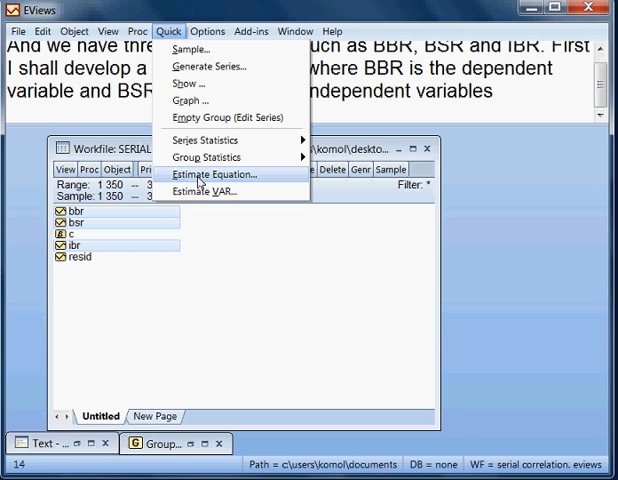 EViews
File Edit Object View Proc Quick Options Add-ins Window Help
And we have thre uch as BBR, BSR and IBR. First
I shall develop a where BBR is the dependent
variable and BSR ndependent variables
Sample...
Generate Series...
Show ...
Graph ...
Empty Group (Edit Series)
Series Statistics
Group Statistics
Estimate Equation...
Estimate VAR...
Workfile: SERIAL \komol\deskto...
View Proc Object Pri Delete Genr Sample
Range: 1 350 -- 3 Filter: *
Sample: 1 350 -- 3
bbr
bsr
c
ibr
resid
Untitled New Page
Text - ... G Group...
14 Path = c:\users\komol\documents DB = none WF = serial correlation. eviews